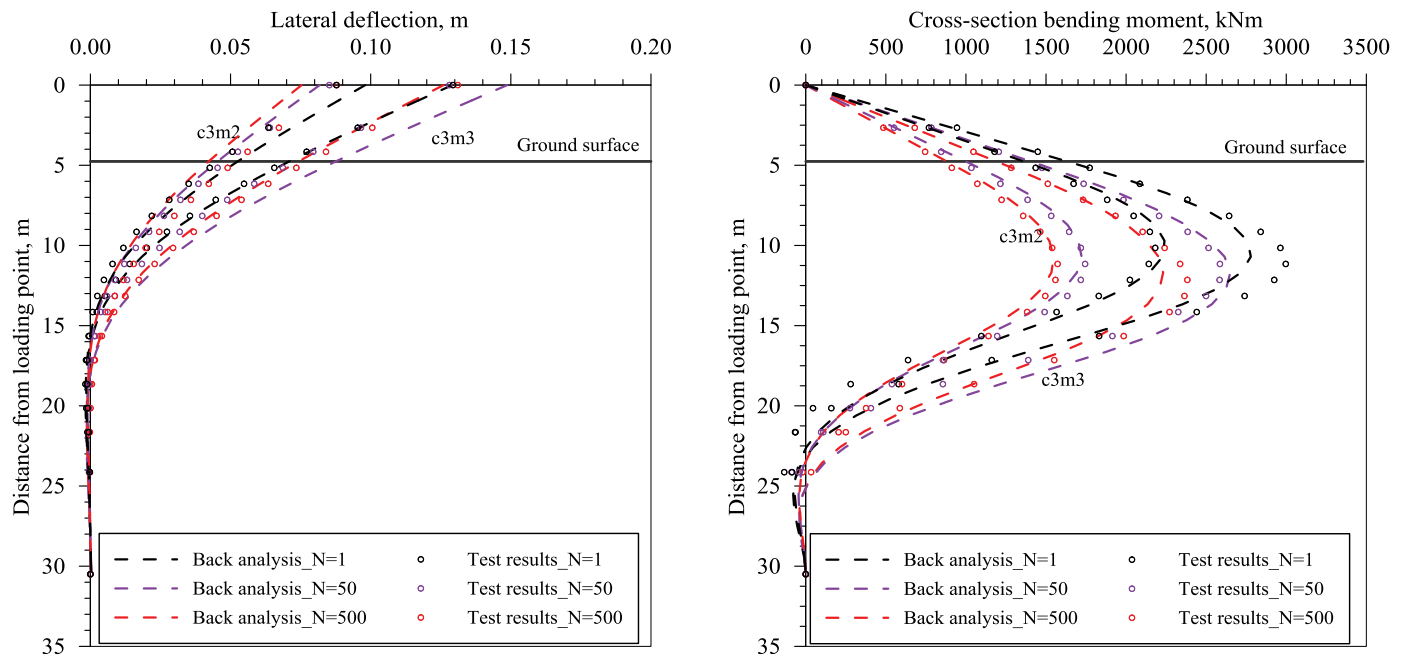 Lateral deflection, m
0.00 0.05 0.10 0.15 0.20
Distance from loading point, m
0
5
10
15
20
25
30
35
c3m2
c3m3
Ground surface
Back analysis_N=1
Test results_N=1
Back analysis_N=50
Test results_N=50
Back analysis_N=500
Test results_N=500
Cross-section bending moment, kNm
0 500 1000 1500 2000 2500 3000 3500
Distance from loading point, m
0
5
10
15
20
25
30
35
Ground surface
c3m2
c3m3
Back analysis_N=1
Test results_N=1
Back analysis_N=50
Test results_N=50
Back analysis_N=500
Test results_N=500